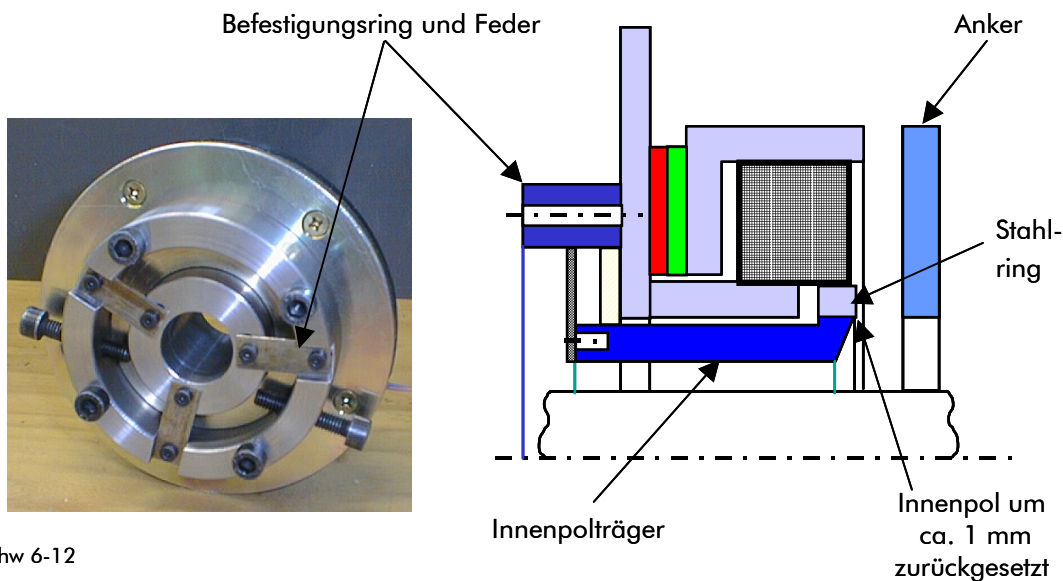 Befestigungsring und Feder
Anker
Stahl-
ring
Innenpolträger
Innenpol um
ca. 1 mm
zurückgesetzt
hw 6-12